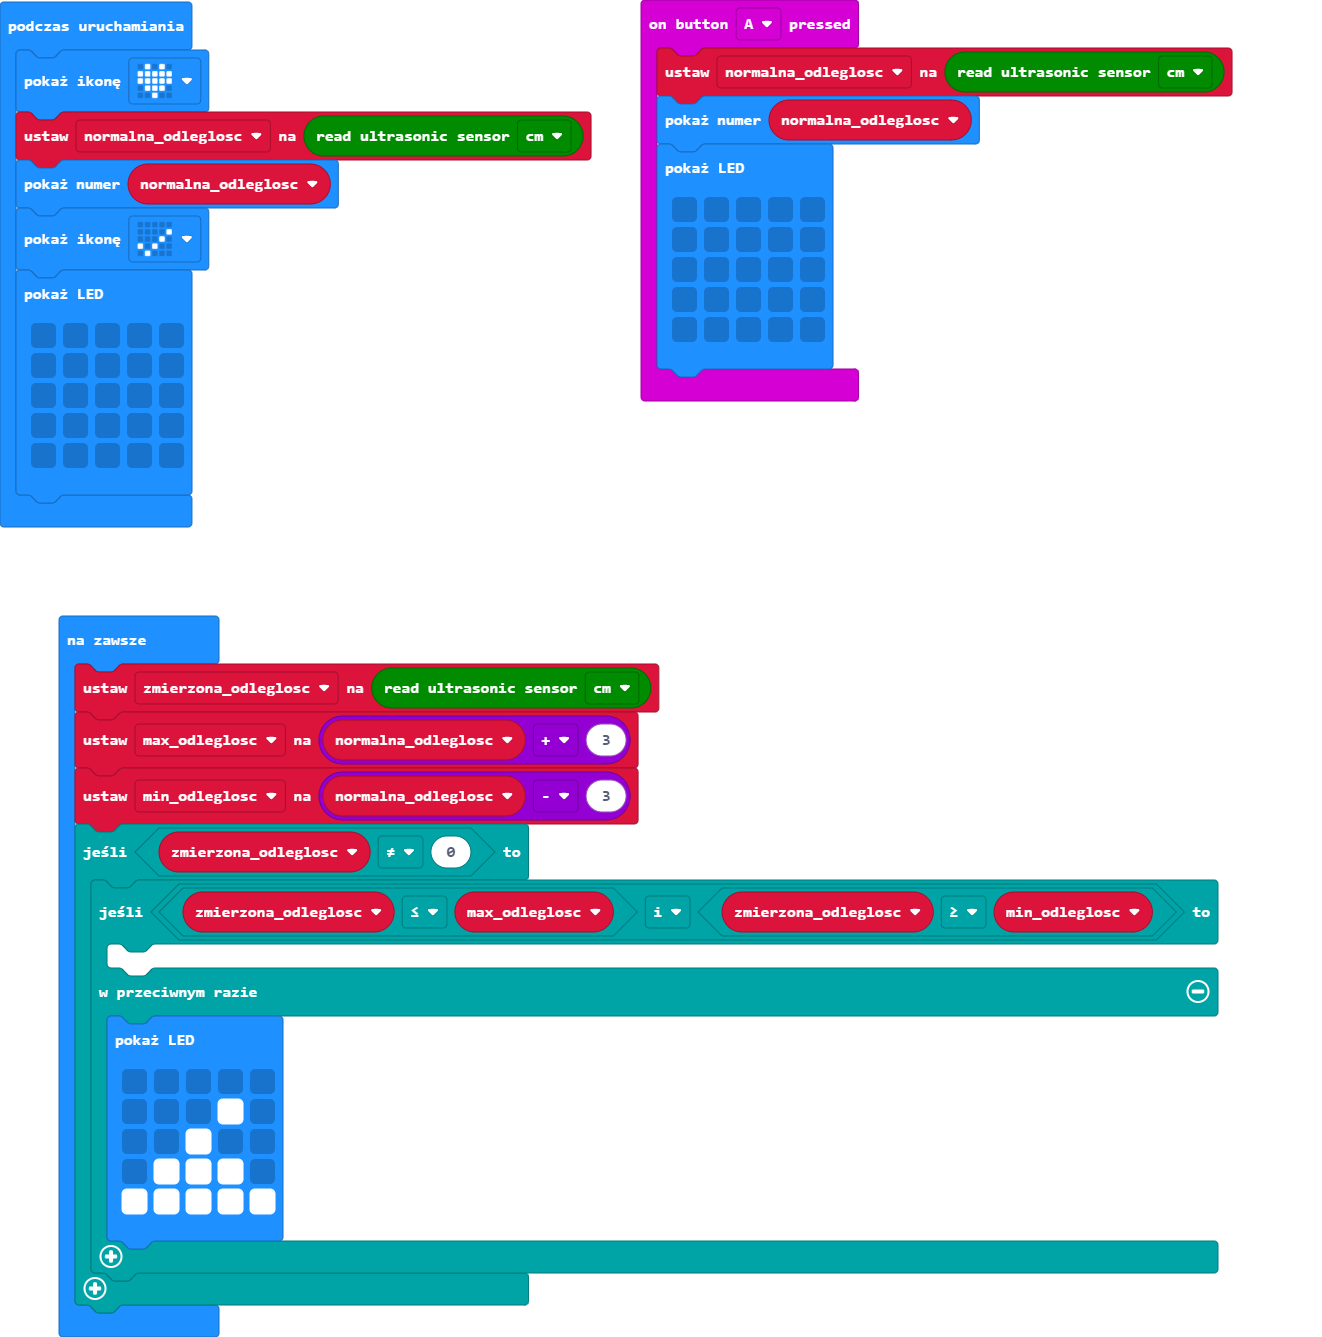 podczas uruchamiania
pokaż ikonę
ustaw normalna_odleglosc na read ultrasonic sensor cm
pokaż numer normalna_odleglosc
pokaż ikonę
pokaż LED
on button A pressed
ustaw normalna_odleglosc na read ultrasonic sensor cm
pokaż numer normalna_odleglosc
pokaż LED
na zawsze
ustaw zmierzona_odleglosc na read ultrasonic sensor cm
ustaw max_odleglosc na normalna_odleglosc + 3
ustaw min_odleglosc na normalna_odleglosc - 3
jeśli zmierzona_odleglosc ≠ 0 to
jeśli zmierzona_odleglosc ≤ max_odleglosc i zmierzona_odleglosc ≥ min_odleglosc to
w przeciwnym razie
pokaż LED